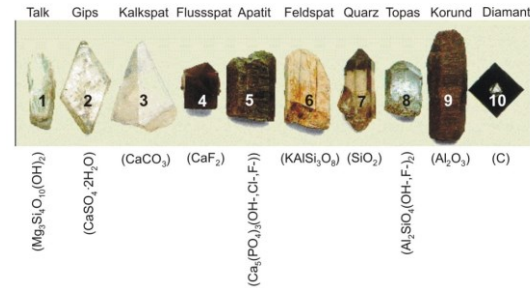 Talk Gips Kalkspat Flussspat Apatit Feldspat Quarz Topas Korund Diamant
1 2 3 4 5 6 7 8 9 10
(Mg3Si4O10(OH)2) (CaSO4·2H2O) (CaCO3) (CaF2) (Ca5(PO4)3(OH-,Cl-,F-)) (KAlSi3O8) (SiO2) (Al2SiO4(OH-,F-)2) (Al2O3) (C)